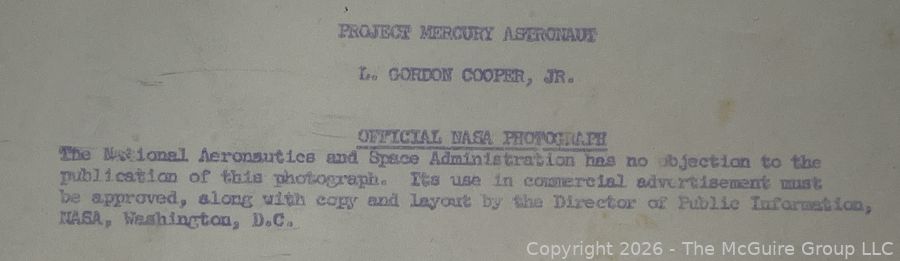 PROJECT MERCURY ASTRONAUT
L. GORDON COOPER, JR.
OFFICIAL NASA PHOTOGRAPH
The National Aeronautics and Space Administration has no objection to the
publication of this photograph. Its use in commercial advertisement must
be approved, along with copy and layout by the Director of Public Information,
NASA, Washington, D.C.
Copyright 2026 - The McGuire Group LLC